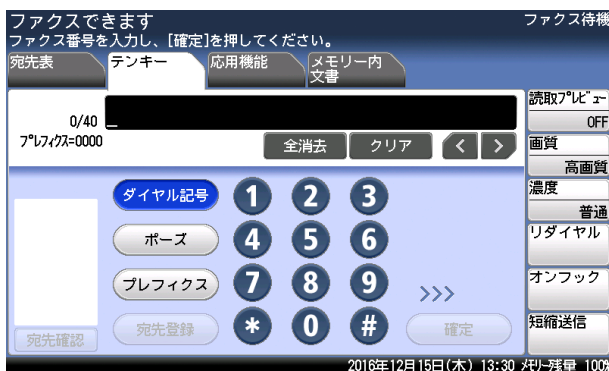 ファクスできます
ファクス待機
ファクス番号を入力し、[確定]を押してください。
宛先表
テンキー
応用機能
メモリー内
文書
0/40
_
プレフィクス=0000
全消去
クリア
<
>
ダイヤル記号
1
2
3
ポーズ
4
5
6
プレフィクス
7
8
9
>>>
宛先確認
宛先登録
*
0
#
確定
読取プレビュー
OFF
画質
高画質
濃度
普通
リダイヤル
オンフック
短縮送信
2016年12月15日(木) 13:30 メモリー残量 100%